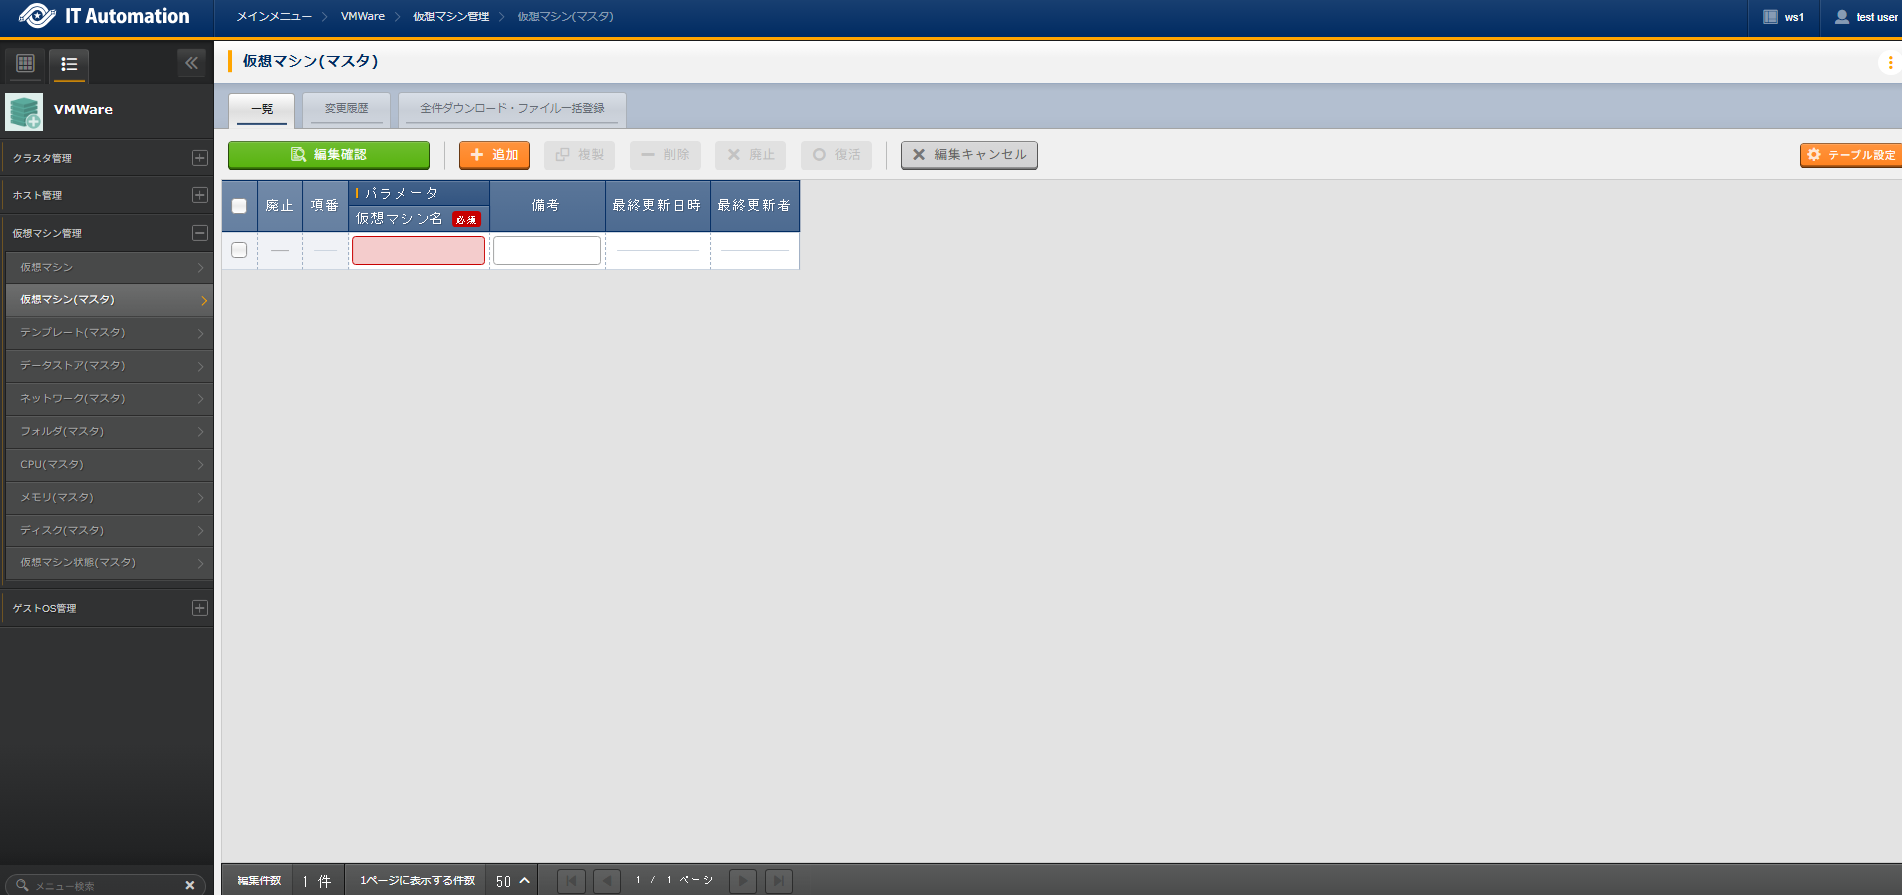 IT Automation
メインメニュー
VMWare
仮想マシン管理
仮想マシン(マスタ)
ws1
test user
VMWare
クラスタ管理
ホスト管理
仮想マシン管理
仮想マシン
仮想マシン(マスタ)
テンプレート(マスタ)
データストア(マスタ)
ネットワーク(マスタ)
フォルダ(マスタ)
CPU(マスタ)
メモリ(マスタ)
ディスク(マスタ)
仮想マシン状態(マスタ)
ゲストOS管理
メニュー検索
仮想マシン(マスタ)
一覧
変更履歴
全件ダウンロード・ファイル一括登録
編集確認
追加
複製
削除
廃止
復活
編集キャンセル
テーブル設定
廃止
項番
パラメータ
仮想マシン名 必須
備考
最終更新日時
最終更新者
編集件数 1 件
1ページに表示する件数 50
1 / 1 ページ